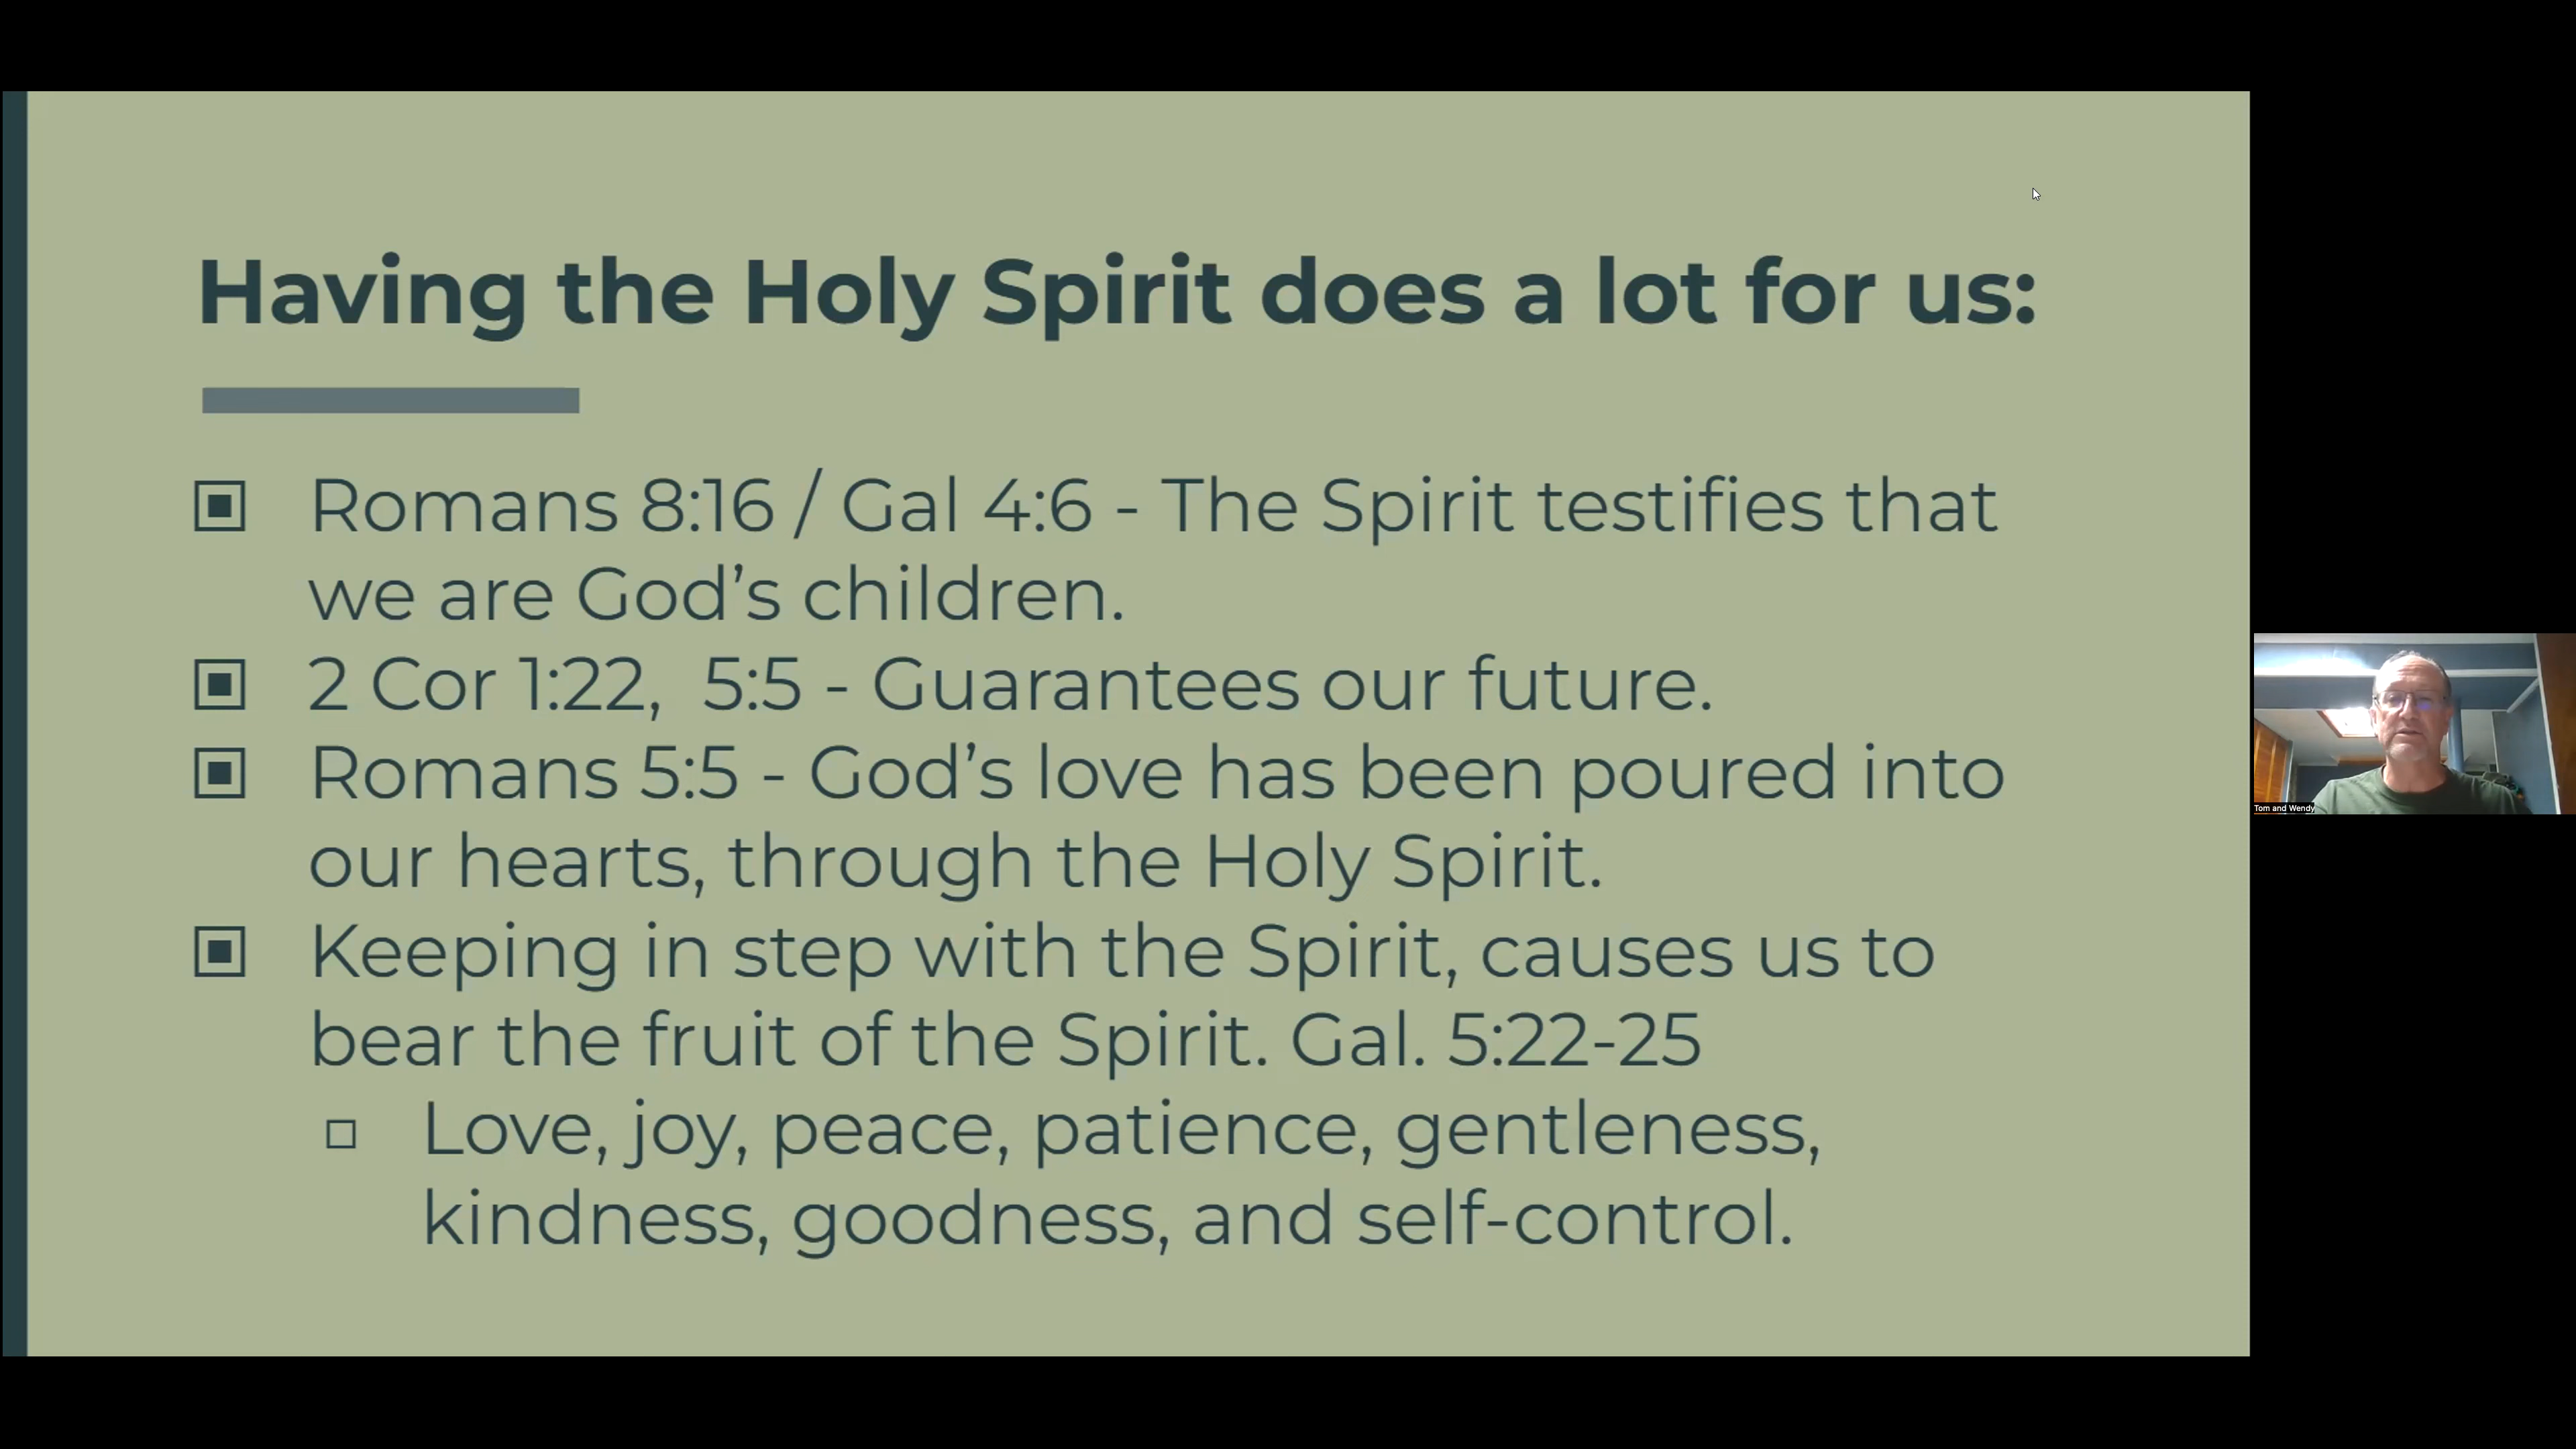 Having the Holy Spirit does a lot for us:
Romans 8:16 / Gal 4:6 - The Spirit testifies that
we are God’s children.
2 Cor 1:22,  5:5 - Guarantees our future.
Romans 5:5 - God’s love has been poured into
our hearts, through the Holy Spirit.
Keeping in step with the Spirit, causes us to
bear the fruit of the Spirit. Gal. 5:22-25
Love, joy, peace, patience, gentleness,
kindness, goodness, and self-control.
Tom and Wendy